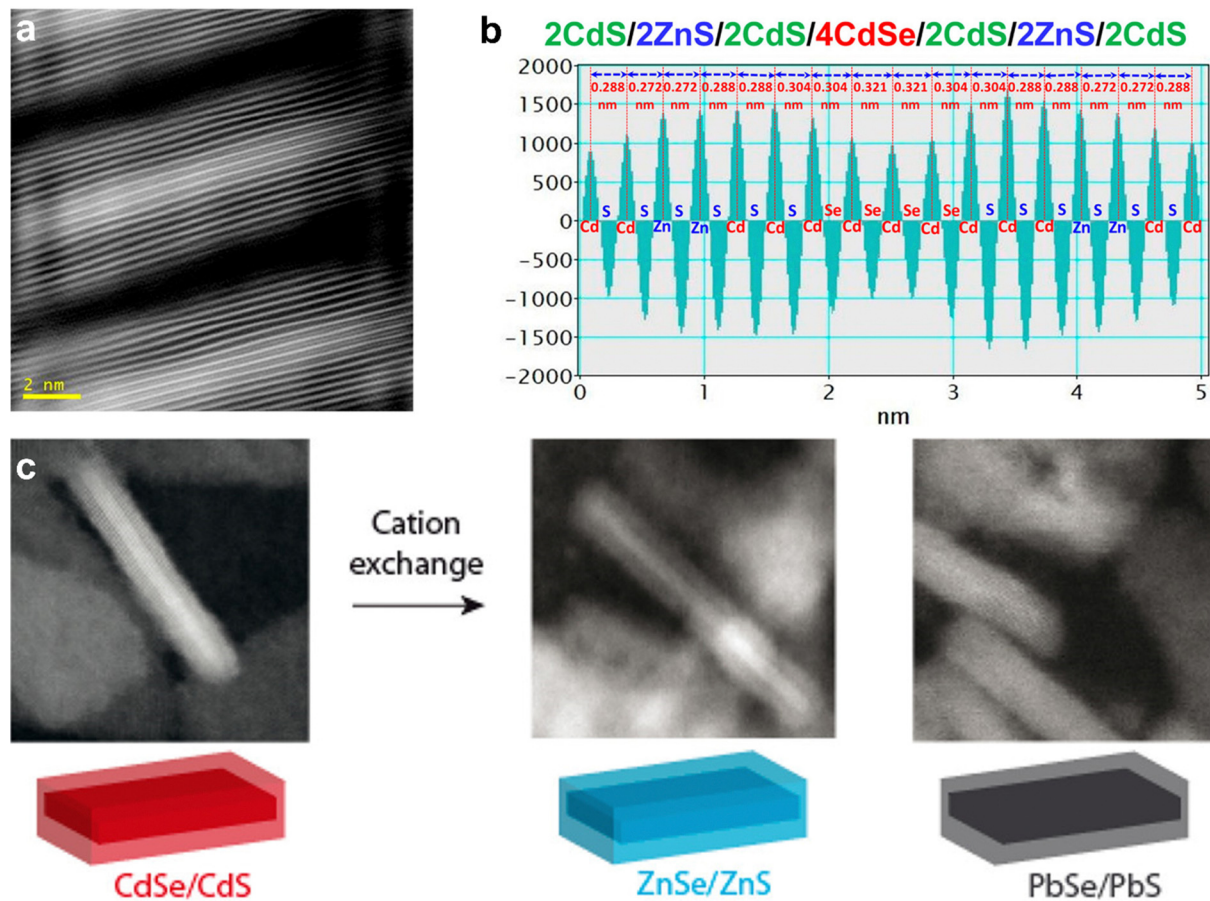 a
2 nm
b
2CdS/2ZnS/2CdS/4CdSe/2CdS/2ZnS/2CdS
2000
1500
1000
500
0
-500
-1000
-1500
-2000
0.288 0.272 0.272 0.288 0.288 0.304 0.304 0.321 0.321 0.304 0.304 0.288 0.288 0.272 0.272 0.288
nm nm nm nm nm nm nm nm nm nm nm nm nm nm nm nm
S S S S S S Se Se Se Se S S S S S S
Cd Cd Zn Zn Cd Cd Cd Cd Cd Cd Cd Cd Cd Zn Zn Cd Cd
0 1 2 3 4 5
nm
c
Cation
exchange
CdSe/CdS
ZnSe/ZnS
PbSe/PbS